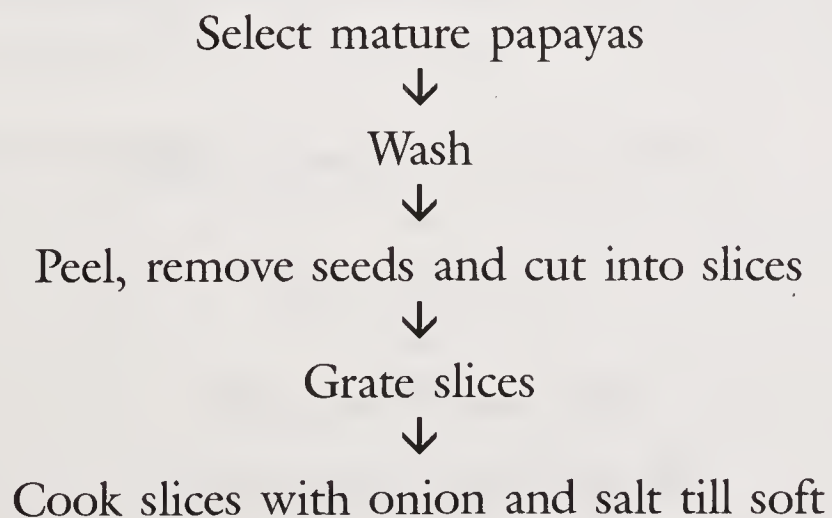 Select mature papayas
↓
Wash
↓
Peel, remove seeds and cut into slices
↓
Grate slices
↓
Cook slices with onion and salt till soft